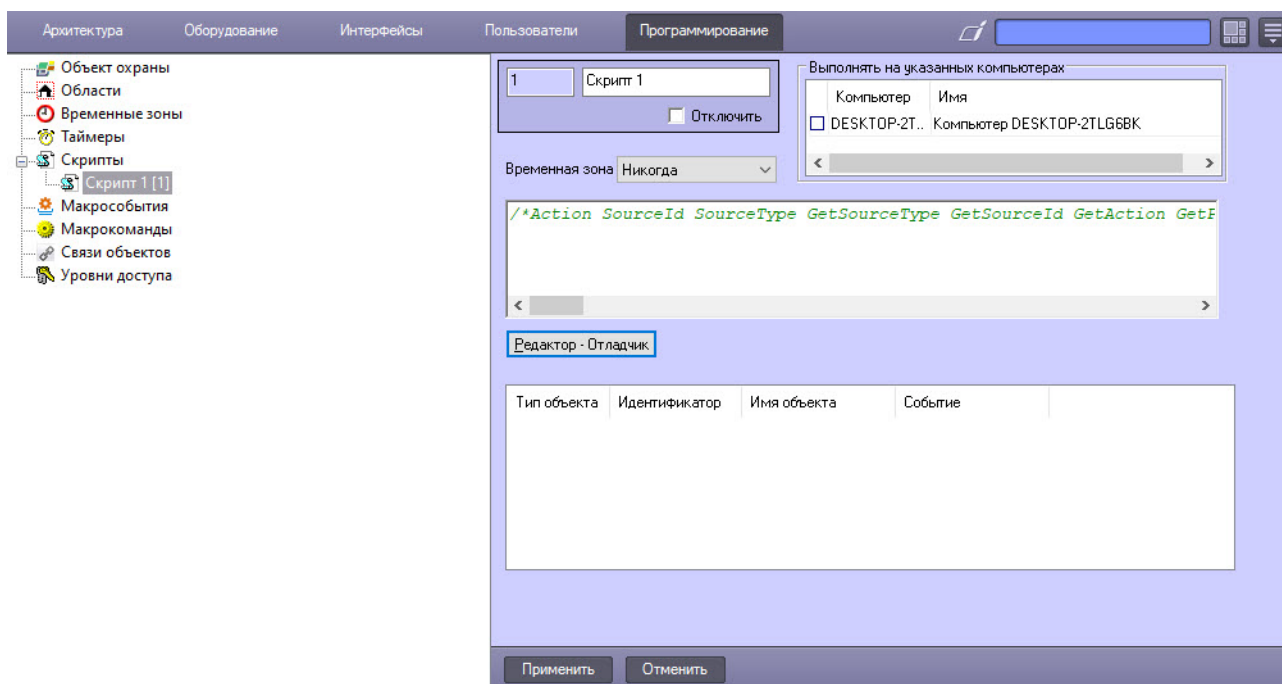 Архитектура Оборудование Интерфейсы Пользователи Программирование
Объект охраны
Области
Временные зоны
Таймеры
Скрипты
Скрипт 1 [1]
Макрособытия
Макрокоманды
Связи объектов
Уровни доступа
1 Скрипт 1
Отключить
Выполнять на указанных компьютерах
Компьютер Имя
DESKTOP-2T.. Компьютер DESKTOP-2TLG6BK
Временная зона Никогда
/*Action SourceId SourceType GetSourceType GetSourceId GetAction GetP
Редактор - Отладчик
Тип объекта Идентификатор Имя объекта Событие
Применить Отменить